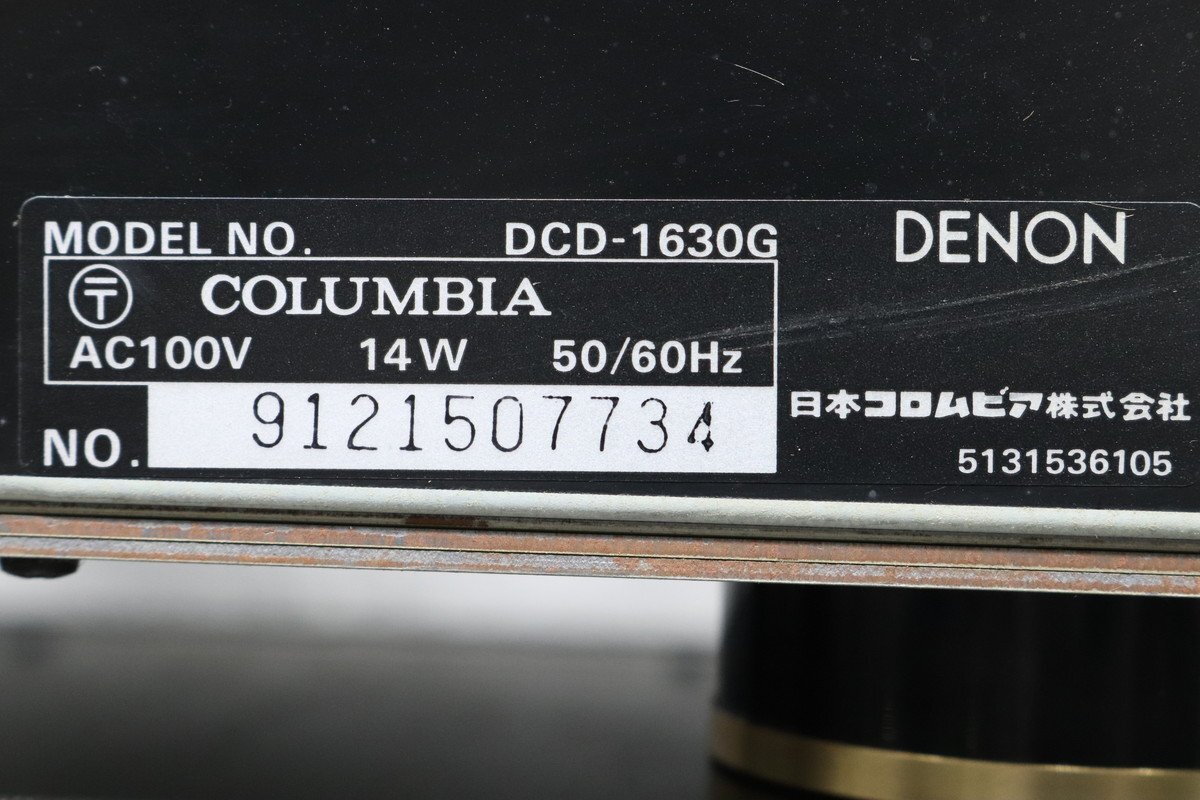 MODEL NO. DCD-1630G
DENON
〒 COLUMBIA
AC100V 14W 50/60Hz
NO. 9121507734
日本コロムビア株式会社
5131536105